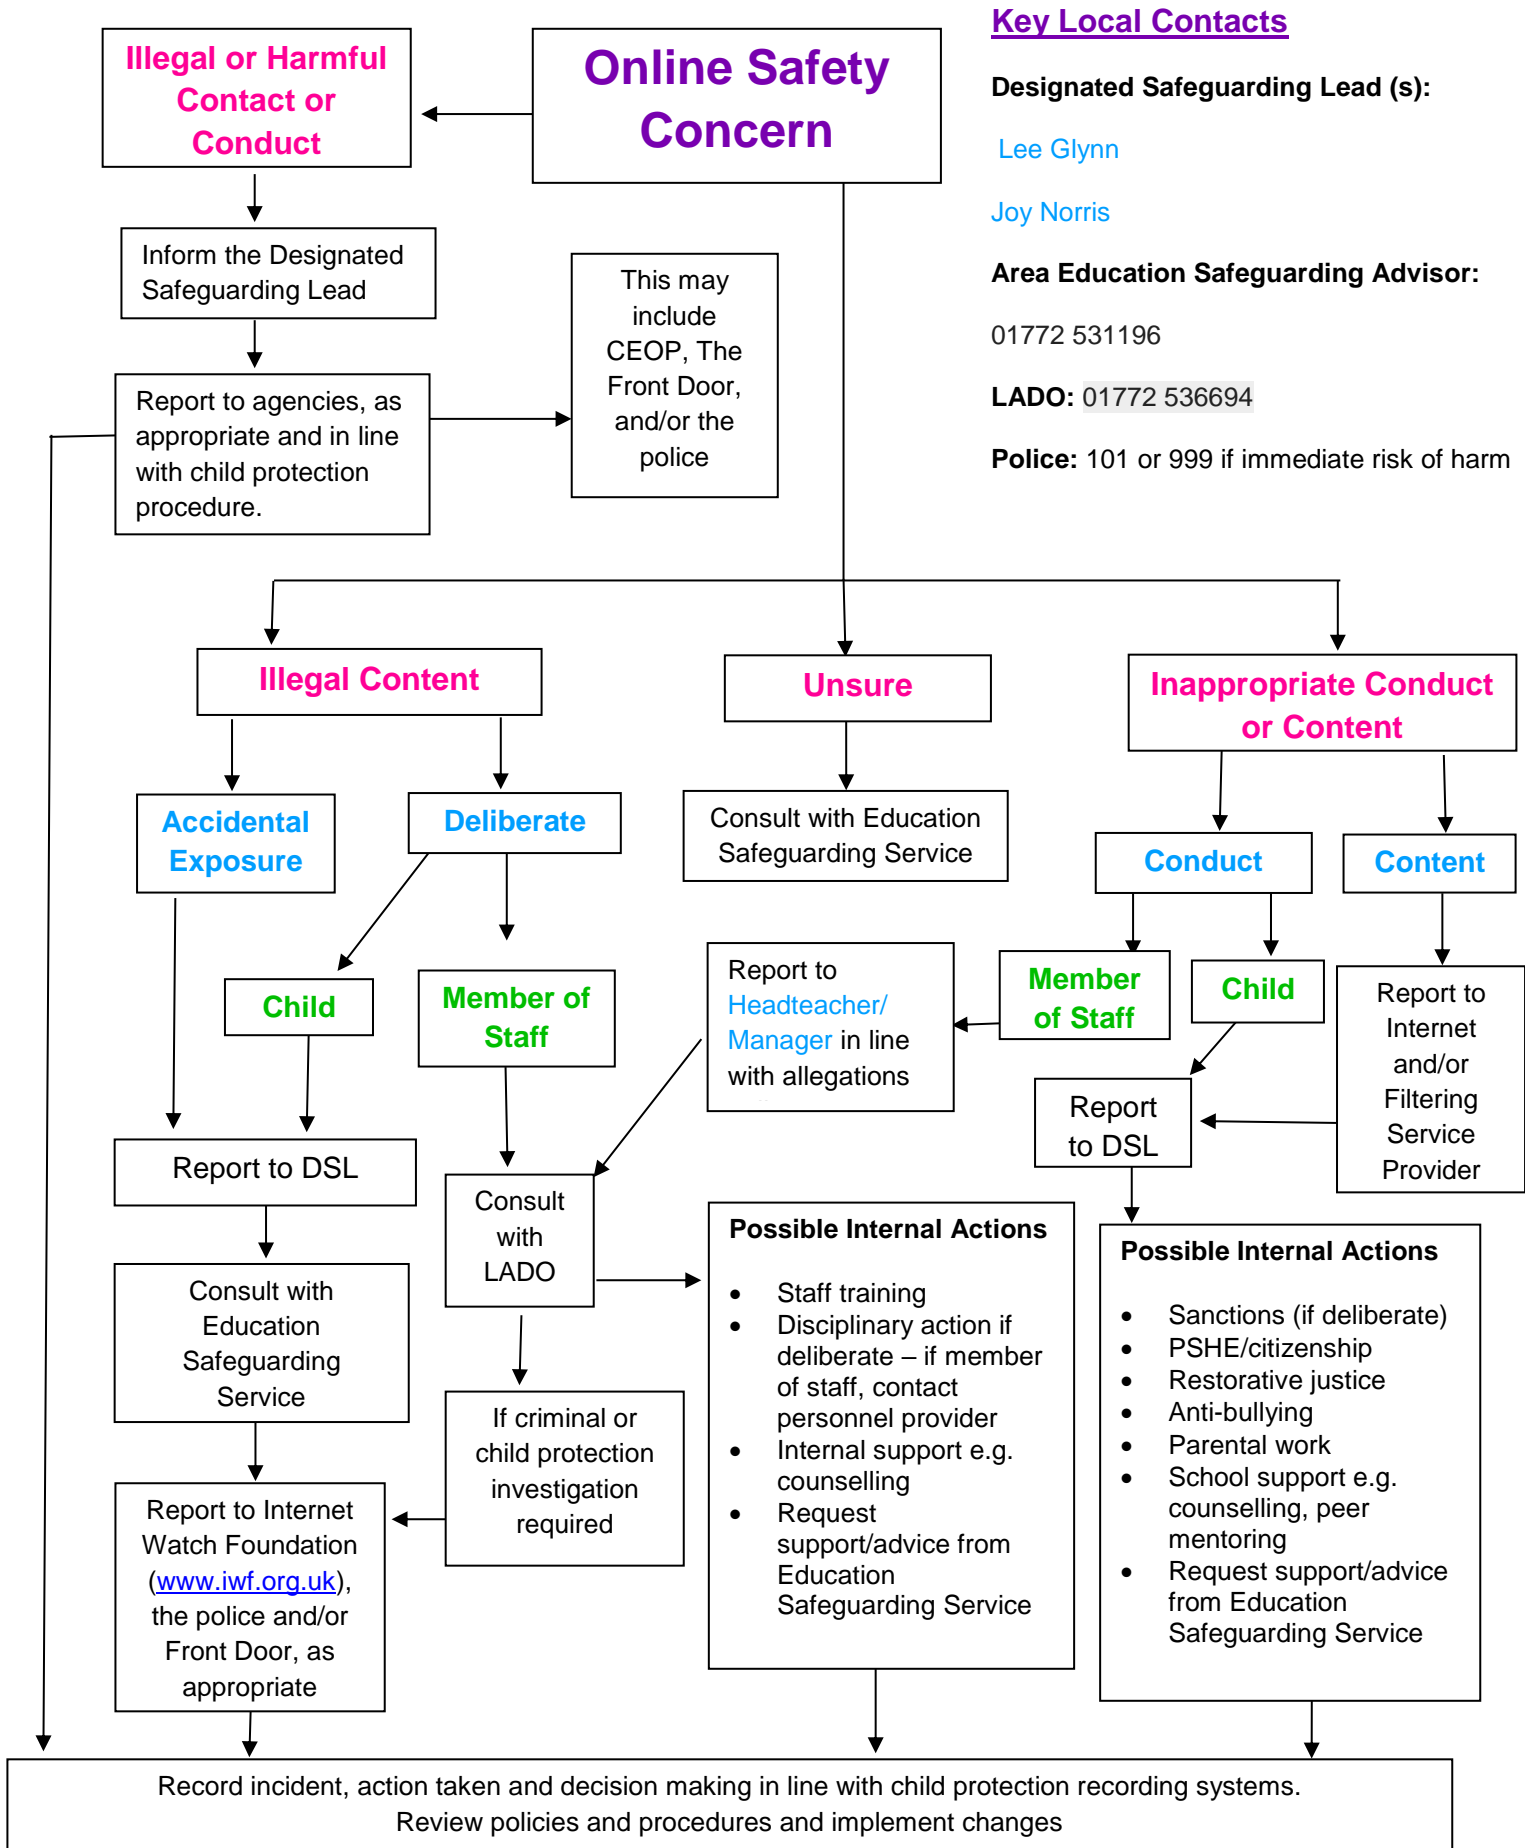 Online Safety
Concern
Key Local Contacts
Designated Safeguarding Lead (s):
Lee Glynn
Joy Norris
Area Education Safeguarding Advisor:
01772 531196
LADO: 01772 536694
Police: 101 or 999 if immediate risk of harm
Illegal or Harmful
Contact or
Conduct
Inform the Designated
Safeguarding Lead
Report to agencies, as
appropriate and in line
with child protection
procedure.
This may
include
CEOP, The
Front Door,
and/or the
police
Illegal Content
Unsure
Inappropriate Conduct
or Content
Accidental
Exposure
Deliberate
Consult with Education
Safeguarding Service
Conduct
Content
Child
Member of
Staff
Report to
Headteacher/
Manager in line
with allegations
Member
of Staff
Child
Report to
Internet
and/or
Filtering
Service
Provider
Report to DSL
Consult
with
LADO
Report
to DSL
Consult with
Education
Safeguarding
Service
If criminal or
child protection
investigation
required
Report to Internet
Watch Foundation
(www.iwf.org.uk),
the police and/or
Front Door, as
appropriate
Possible Internal Actions
• Staff training
• Disciplinary action if
deliberate – if member
of staff, contact
personnel provider
• Internal support e.g.
counselling
• Request
support/advice from
Education
Safeguarding Service
Possible Internal Actions
• Sanctions (if deliberate)
• PSHE/citizenship
• Restorative justice
• Anti-bullying
• Parental work
• School support e.g.
counselling, peer
mentoring
• Request support/advice
from Education
Safeguarding Service
Record incident, action taken and decision making in line with child protection recording systems.
Review policies and procedures and implement changes